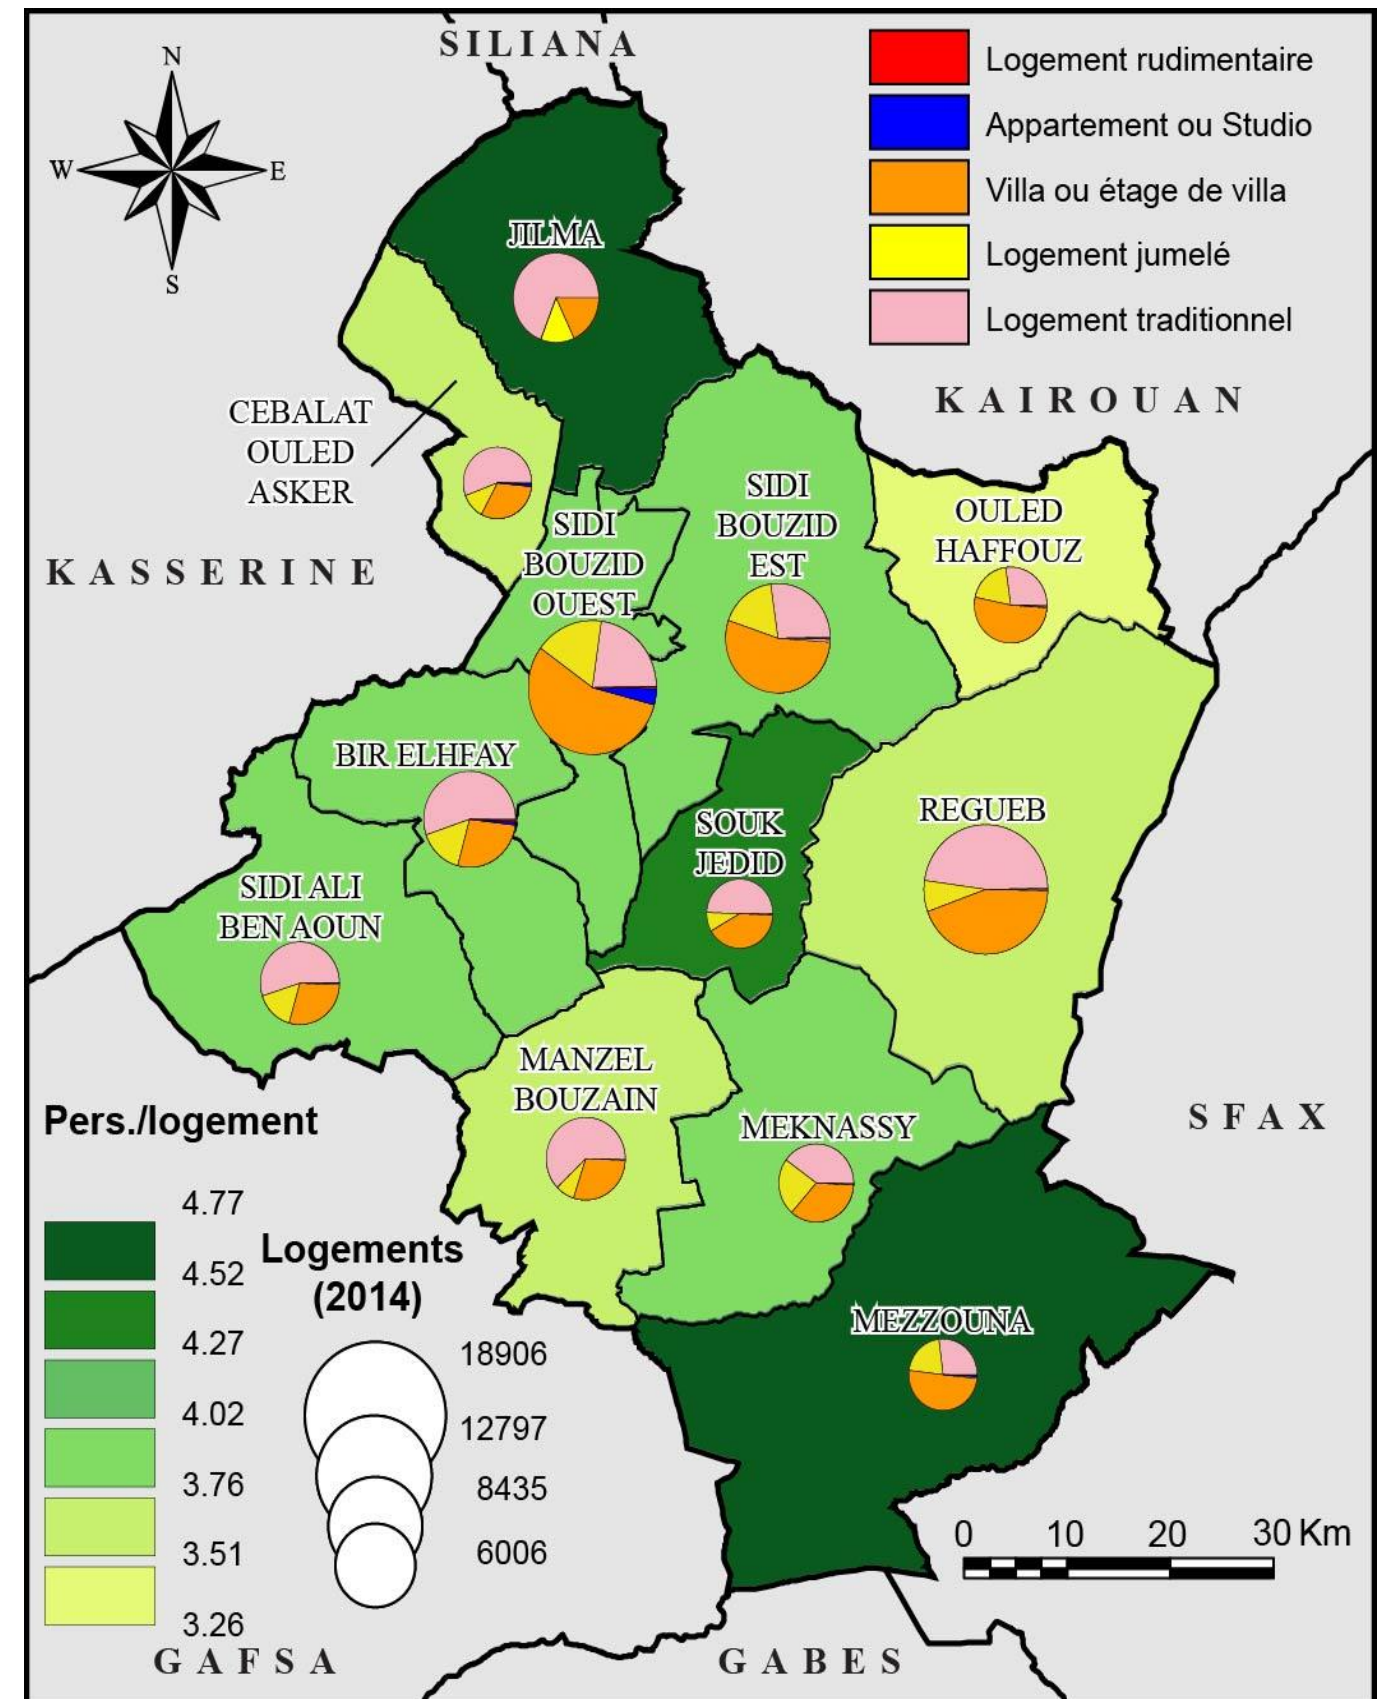 SILIANA
N
W
E
S
Logement rudimentaire
Appartement ou Studio
Villa ou étage de villa
Logement jumelé
Logement traditionnel
JILMA
KAIROUAN
CEBALAT
OULED
ASKER
KASSERINE
SIDI
BOUZID
OUEST
SIDI
BOUZID
EST
OULED
HAFFOUZ
BIR ELHFAY
SOUK
JEDID
REGUEB
SIDI ALI
BEN AOUN
MANZEL
BOUZAIN
MEKNASSY
SFAX
MEZZOUNA
Pers./logement
4.77
4.52
4.27
4.02
3.76
3.51
3.26
Logements
(2014)
18906
12797
8435
6006
0 10 20 30 Km
GAFSA
GABES